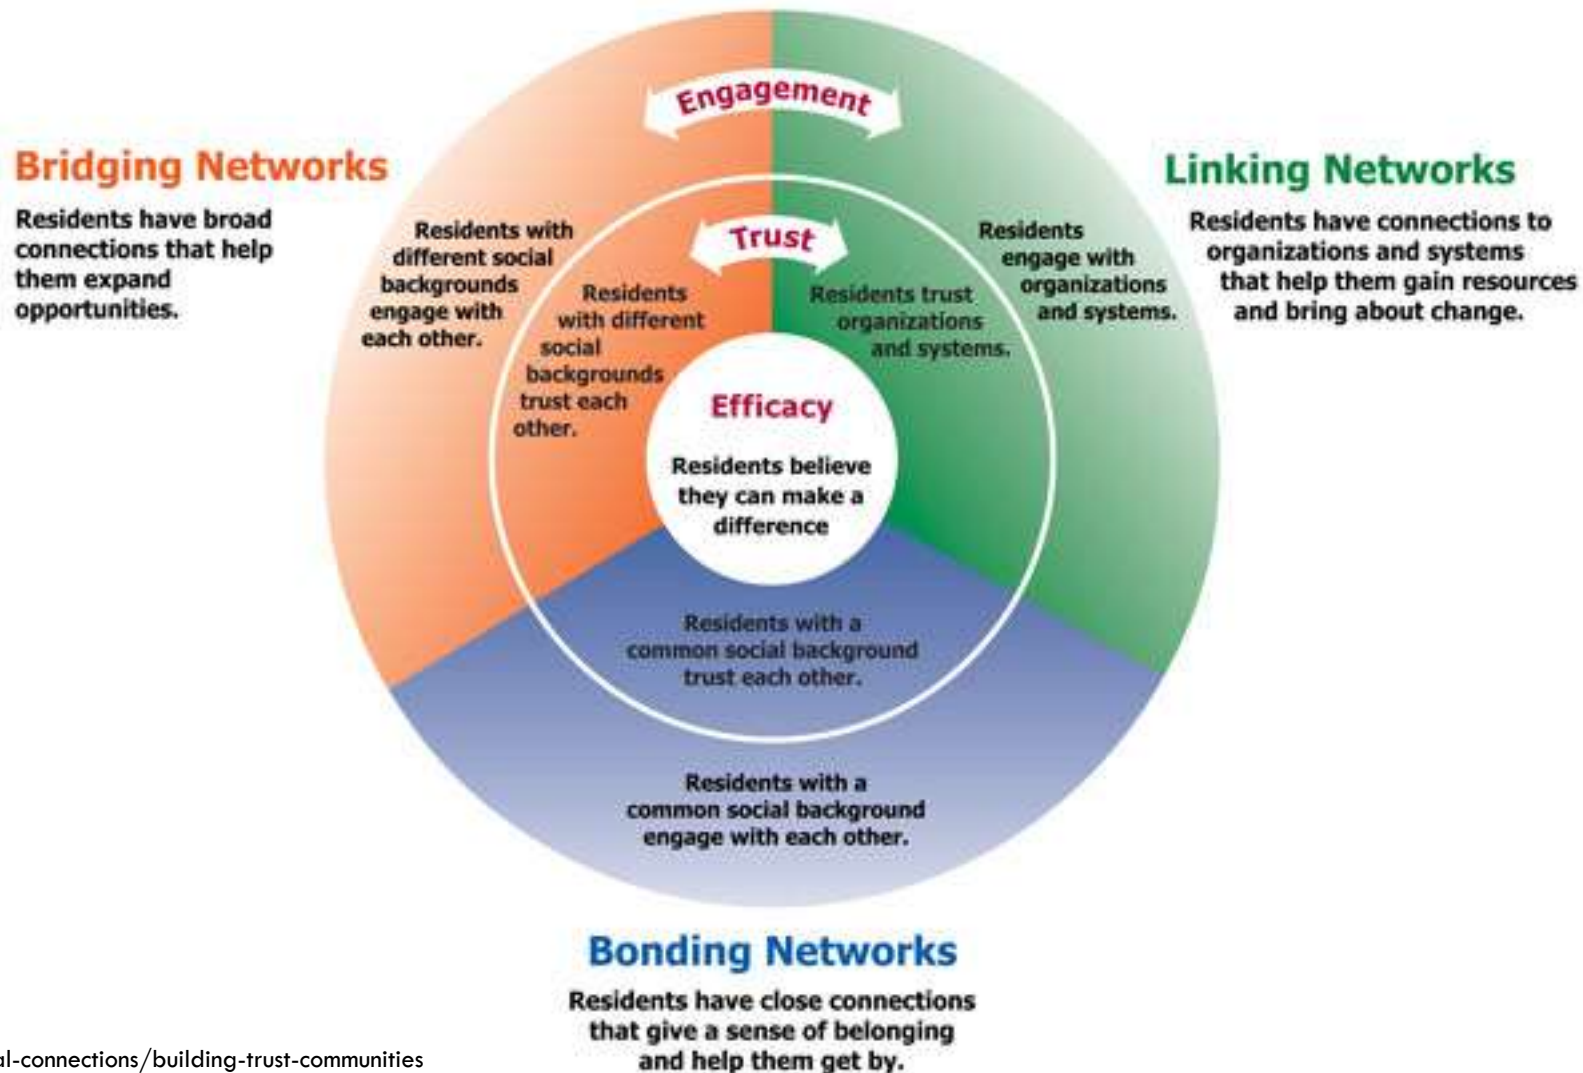 Engagement
Bridging Networks
Residents have broad
connections that help
them expand
opportunities.
Residents with
different social
backgrounds
engage with
each other.
Trust
Residents
with different
social
backgrounds
trust each
other.
Residents trust
organizations
and systems.
Residents
engage with
organizations
and systems.
Linking Networks
Residents have connections to
organizations and systems
that help them gain resources
and bring about change.
Efficacy
Residents believe
they can make a
difference
Residents with a
common social background
trust each other.
Residents with a
common social background
engage with each other.
Bonding Networks
Residents have close connections
that give a sense of belonging
and help them get by.
al-connections/building-trust-communities